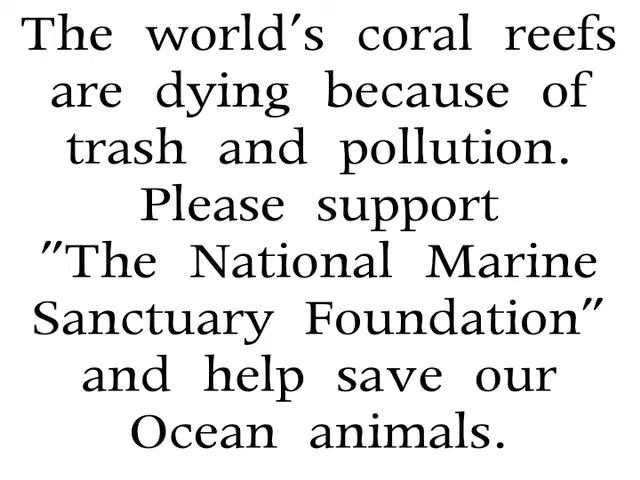 The world's coral reefs
are dying because of
trash and pollution.
Please support
"The National Marine
Sanctuary Foundation"
and help save our
Ocean animals.